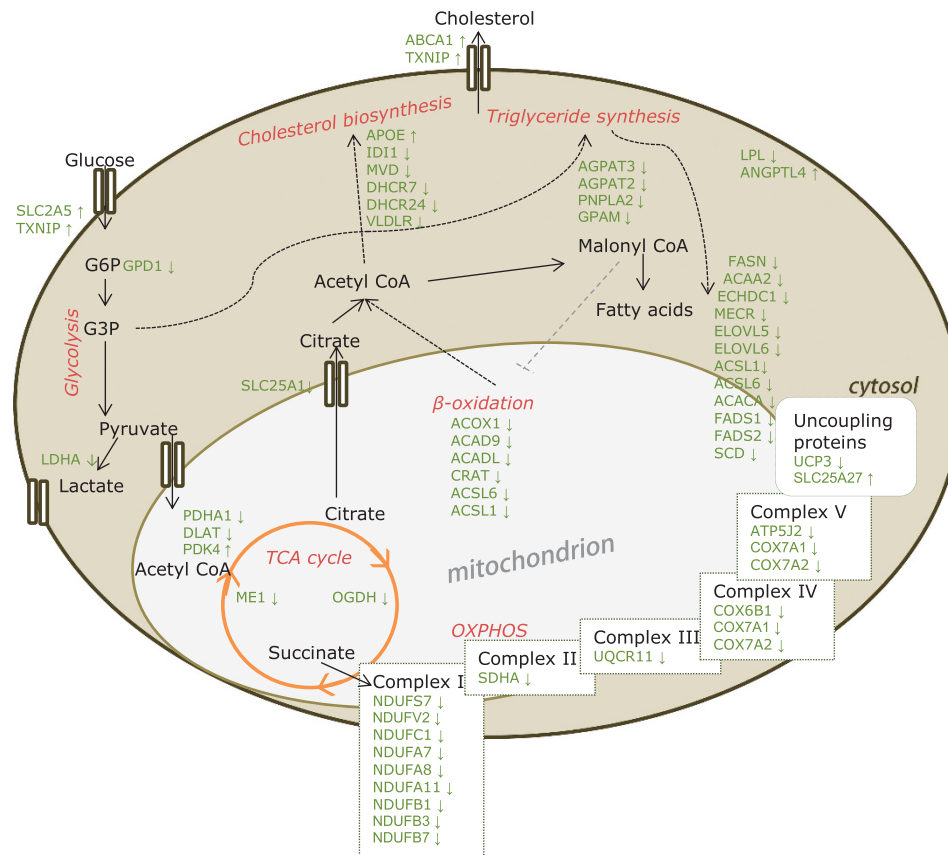 Cholesterol
ABCA1 ↑
TXNIP ↑
Cholesterol biosynthesis
APOE ↑
IDI1 ↓
MVD ↓
DHCR7 ↓
DHCR24 ↓
VLDLR ↓
Triglyceride synthesis
AGPAT3 ↓
AGPAT2 ↓
PNPLA2 ↓
GPAM ↓
LPL ↓
ANGPTL4 ↑
Glucose
SLC2A5 ↑
TXNIP ↑
G6P
GPD1 ↓
G3P
Glycolysis
Pyruvate
LDHA ↓
Lactate
Acetyl CoA
Malonyl CoA
Fatty acids
Citrate
SLC25A1 ↓
FASN ↓
ACAA2 ↓
ECHDC1 ↓
MECR ↓
ELOVL5 ↓
ELOVL6 ↓
ACSL1 ↓
ACSL6 ↓
ACACA ↓
FADS1 ↓
FADS2 ↓
SCD ↓
cytosol
β-oxidation
ACOX1 ↓
ACAD9 ↓
ACADL ↓
CRAT ↓
ACSL6 ↓
ACSL1 ↓
PDHA1 ↓
DLAT ↓
PDK4 ↑
Acetyl CoA
Citrate
TCA cycle
ME1 ↓
OGDH ↓
Succinate
mitochondrion
OXPHOS
Complex I
NDUFS7 ↓
NDUFV2 ↓
NDUFC1 ↓
NDUFA7 ↓
NDUFA8 ↓
NDUFA11 ↓
NDUFB1 ↓
NDUFB3 ↓
NDUFB7 ↓
Complex II
SDHA ↓
Complex III
UQCR11 ↓
Complex IV
COX6B1 ↓
COX7A1 ↓
COX7A2 ↓
Complex V
ATP5J2 ↓
COX7A1 ↓
COX7A2 ↓
Uncoupling
proteins
UCP3 ↓
SLC25A27 ↑